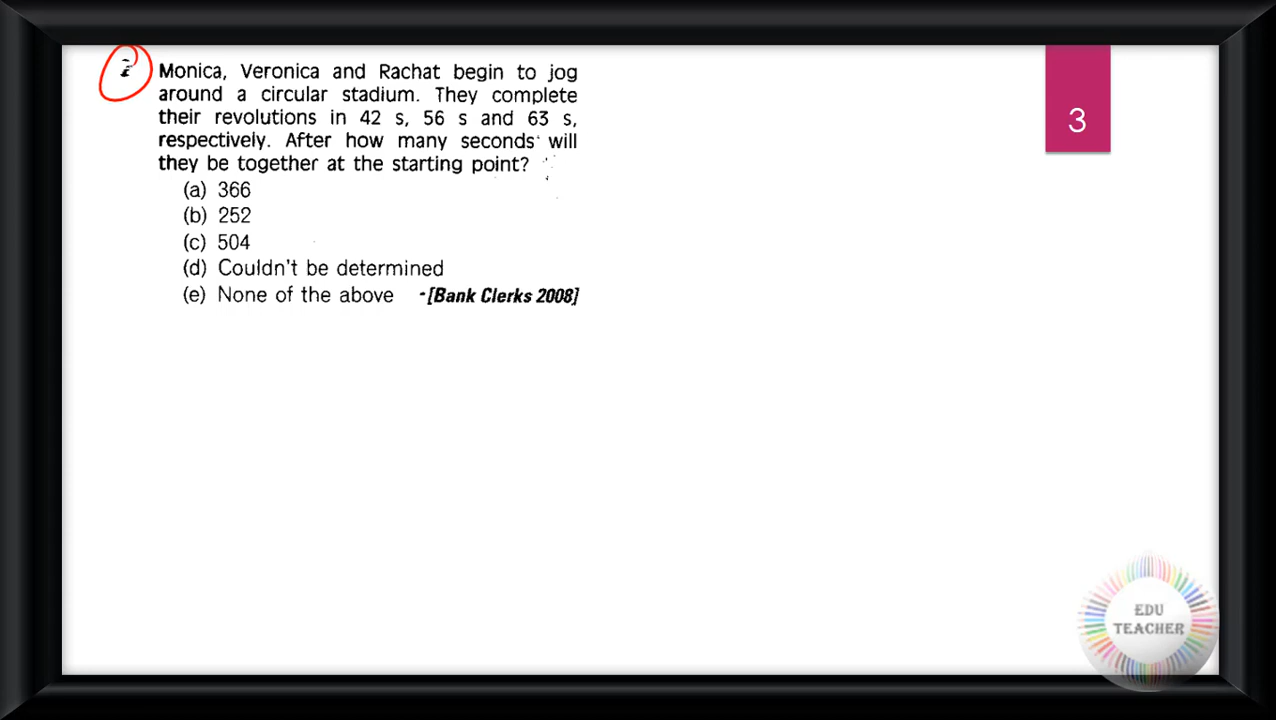 Monica, Veronica and Rachat begin to jog
around a circular stadium. They complete
their revolutions in 42 s, 56 s and 63 s,
respectively. After how many seconds will
they be together at the starting point?
(a) 366
(b) 252
(c) 504
(d) Couldn't be determined
(e) None of the above -[Bank Clerks 2008]
3
EDU
TEACHER